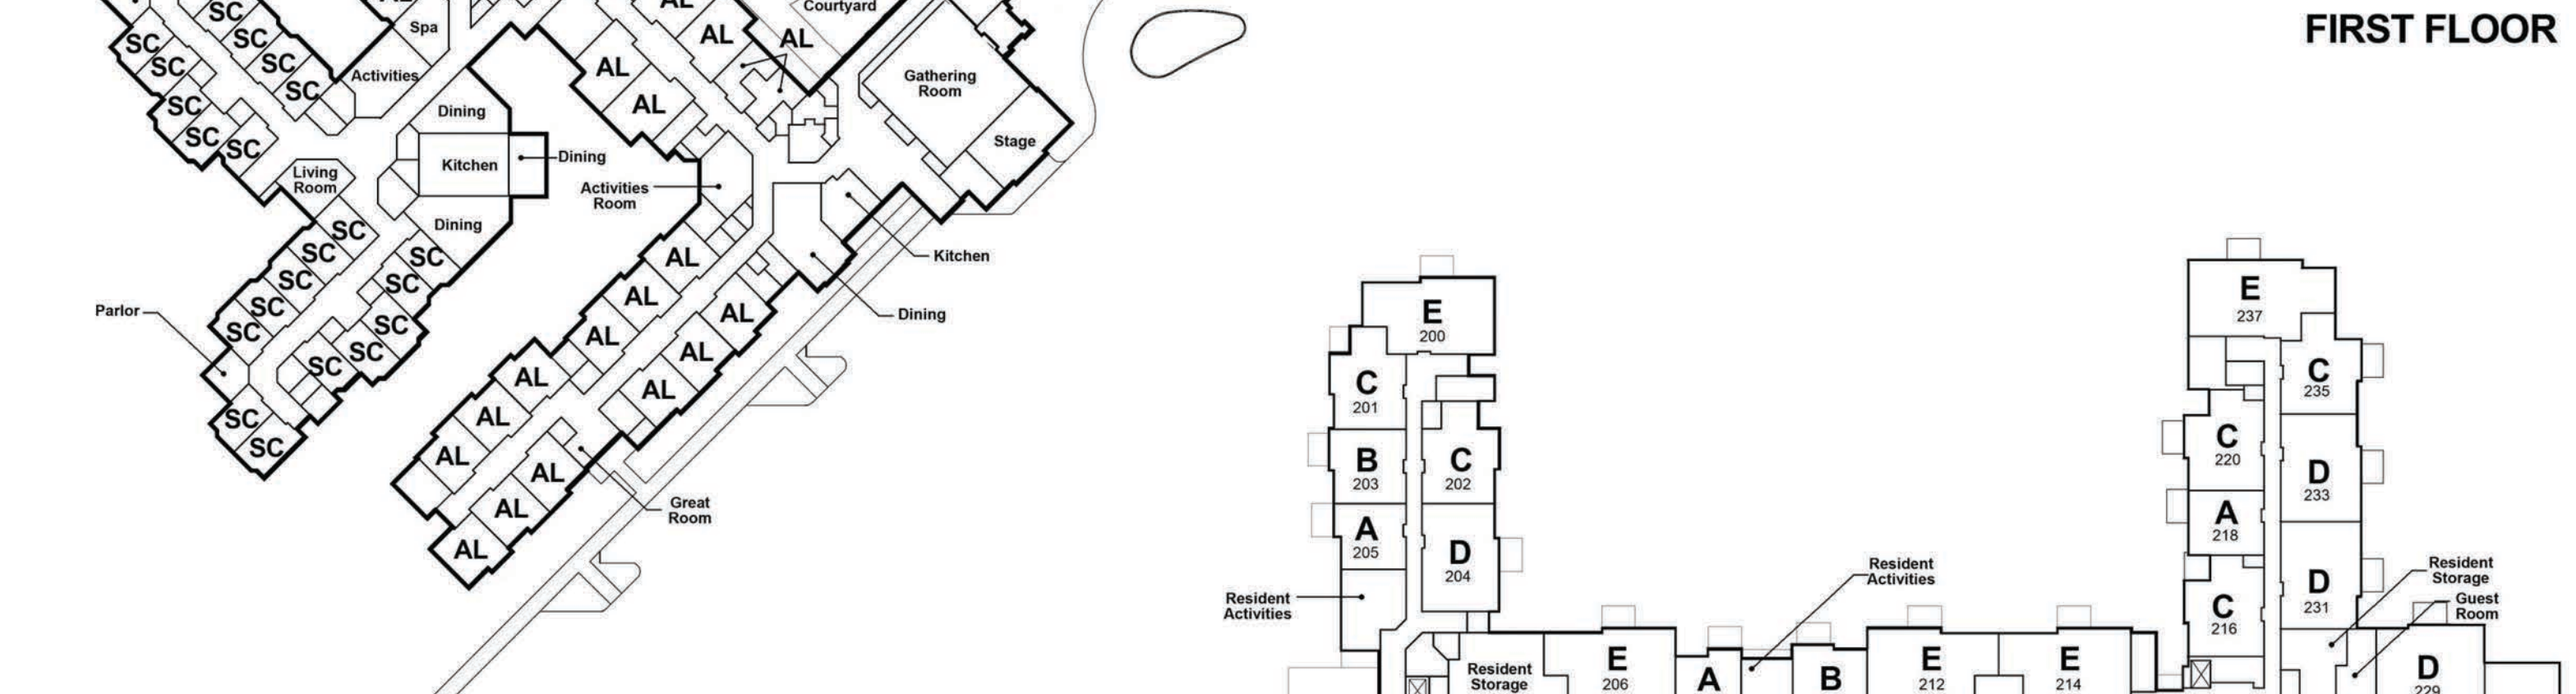 FIRST FLOOR
Courtyard
SC
Spa
AL
AL
AL
SC
SC
SC
SC
SC
Activities
AL
Gathering
Room
SC
SC
AL
SC
SC
Dining
Stage
Kitchen
Dining
Living
Room
Activities
Room
Dining
SC
SC
SC
SC
SC
SC
SC
SC
SC
SC
Parlor
SC
SC
AL
AL
AL
AL
AL
AL
AL
AL
AL
AL
AL
AL
Kitchen
Dining
Great
Room
E
200
C
201
B
203
C
202
A
205
D
204
Resident
Activities
Resident
Storage
E
206
A
Resident
Activities
B
E
212
E
214
E
237
C
235
C
220
D
233
A
218
D
231
C
216
Resident
Storage
Guest
Room
D
229